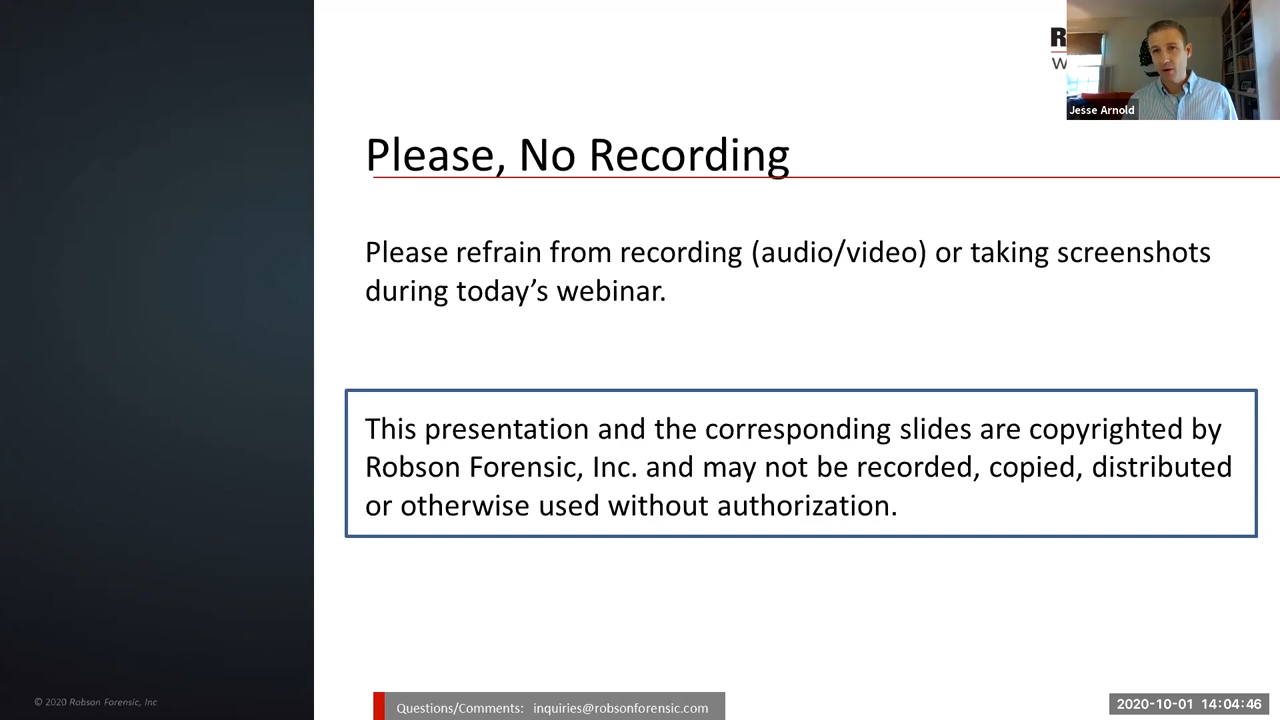 R
W
Jesse Arnold
Please, No Recording
Please refrain from recording (audio/video) or taking screenshots
during today’s webinar.
This presentation and the corresponding slides are copyrighted by
Robson Forensic, Inc. and may not be recorded, copied, distributed
or otherwise used without authorization.
© 2020 Robson Forensic, Inc
Questions/Comments: inquiries@robsonforensic.com
2020-10-01 14:04:46